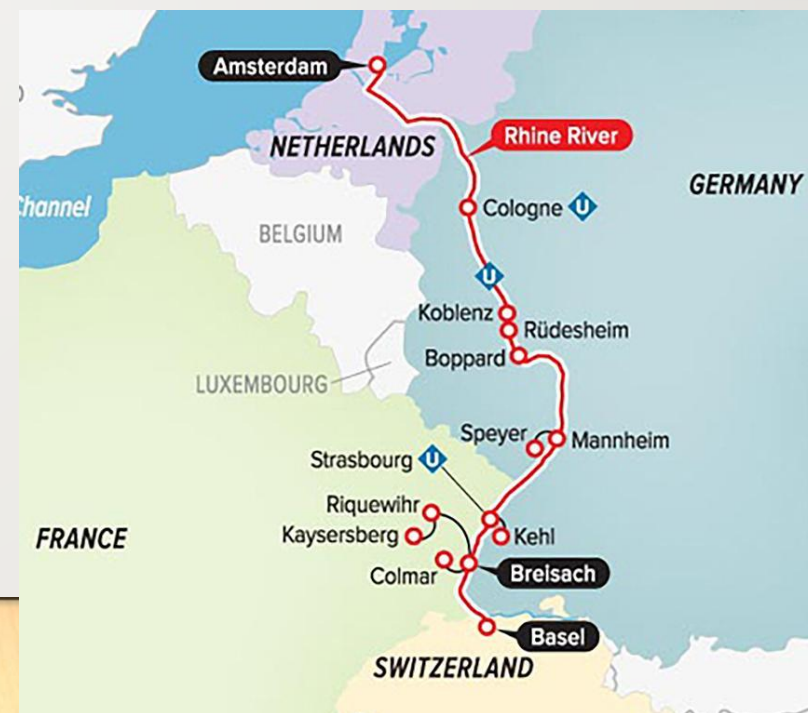 Amsterdam
Rhine River
NETHERLANDS
GERMANY
Channel
Cologne U
BELGIUM
U
Koblenz
Rüdesheim
Boppard
LUXEMBOURG
Speyer
Mannheim
Strasbourg U
Riquewihr
FRANCE
Kaysersberg
Kehl
Colmar
Breisach
Basel
SWITZERLAND